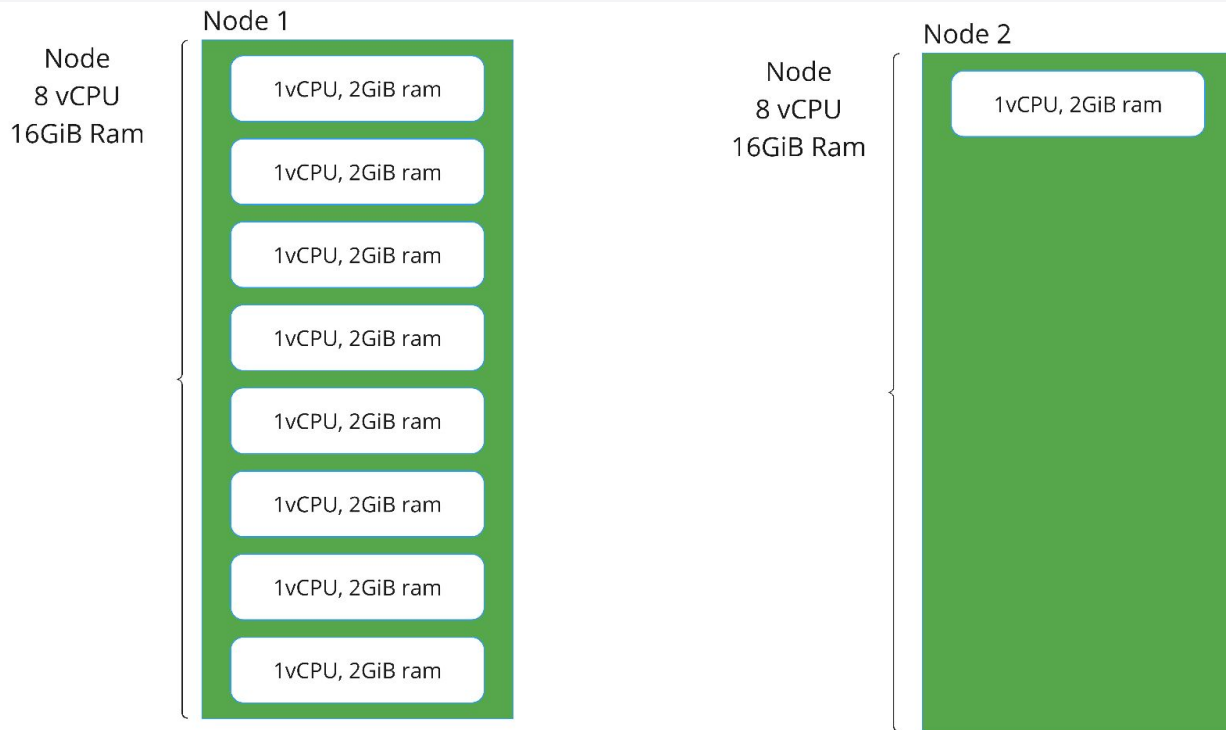 Node 1
Node
8 vCPU
16GiB Ram
1vCPU, 2GiB ram
1vCPU, 2GiB ram
1vCPU, 2GiB ram
1vCPU, 2GiB ram
1vCPU, 2GiB ram
1vCPU, 2GiB ram
1vCPU, 2GiB ram
1vCPU, 2GiB ram
Node 2
Node
8 vCPU
16GiB Ram
1vCPU, 2GiB ram